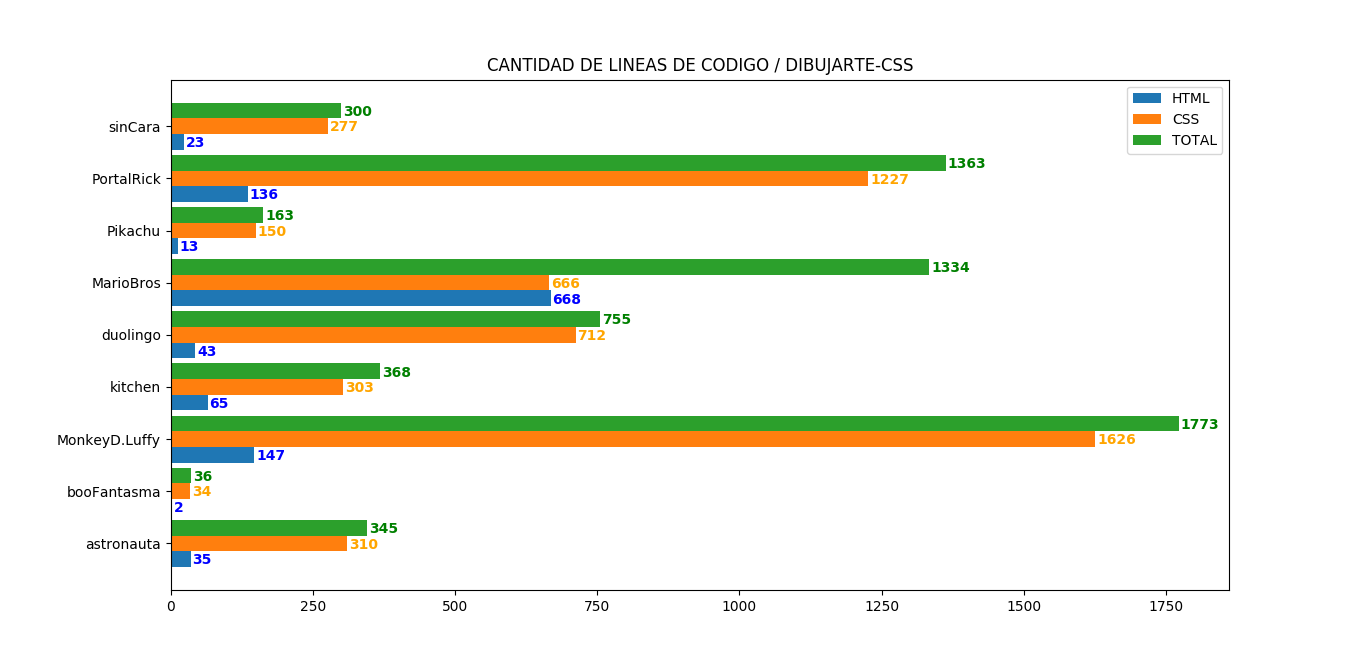 CANTIDAD DE LINEAS DE CODIGO / DIBUJARTE-CSS
HTML
CSS
TOTAL
sinCara
300
277
23
PortalRick
1363
1227
136
Pikachu
163
150
13
MarioBros
1334
666
668
duolingo
755
712
43
kitchen
368
303
65
MonkeyD.Luffy
1773
1626
147
booFantasma
36
34
2
astronauta
345
310
35
0 250 500 750 1000 1250 1500 1750